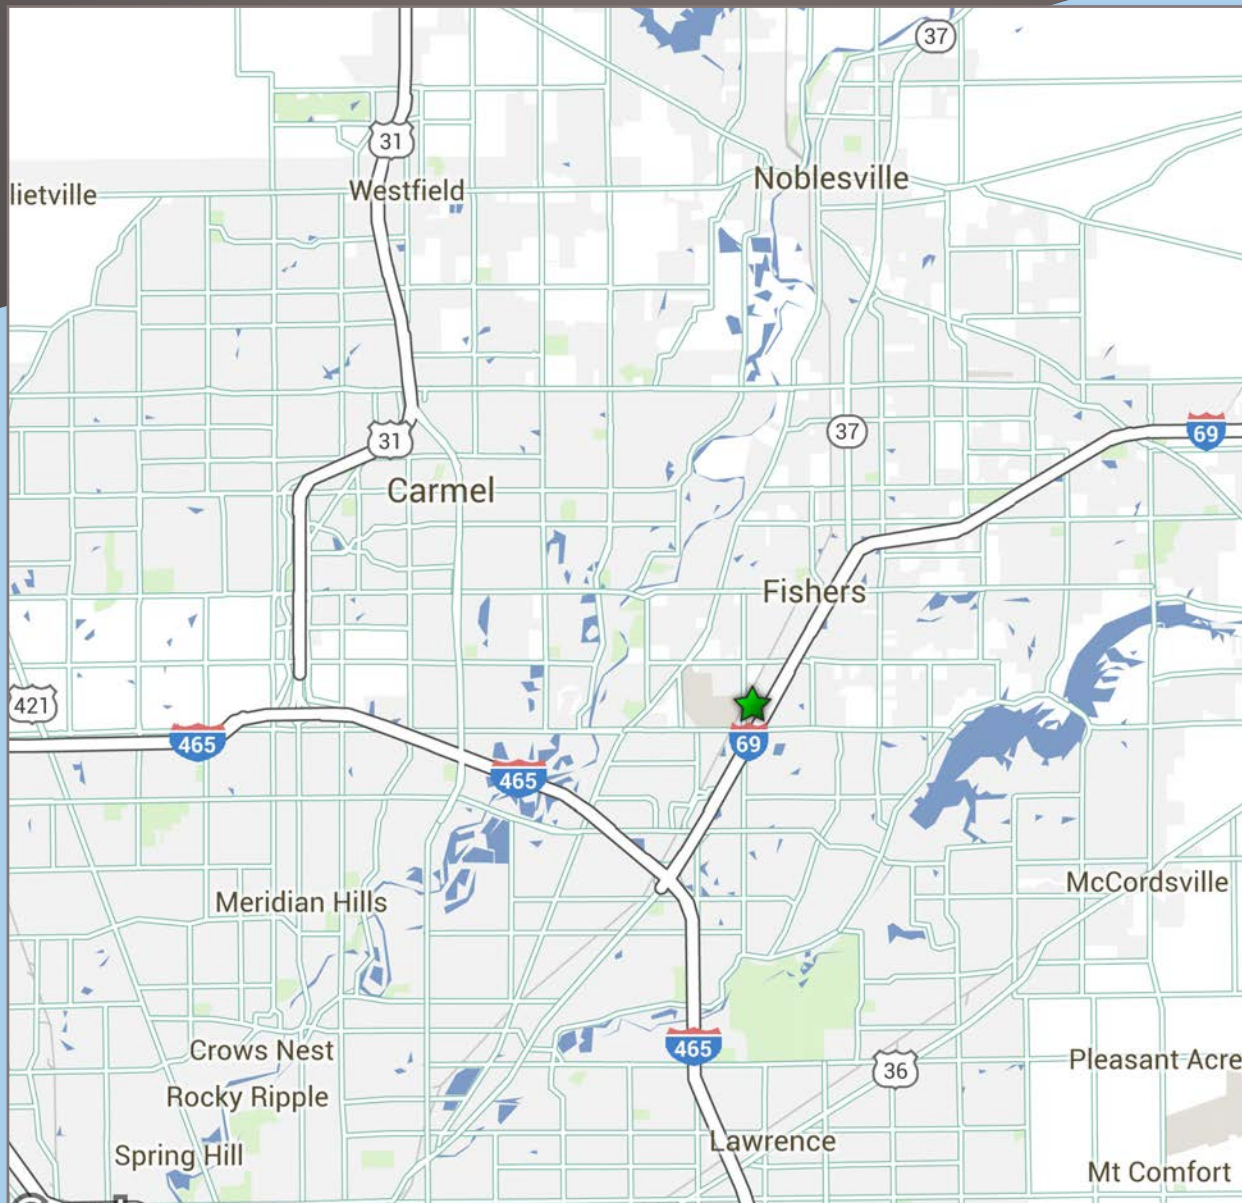 37
31
lietville
Westfield
Noblesville
31
37
69
Carmel
Fishers
421
465
69
465
McCordsville
Meridian Hills
465
Crows Nest
36
Pleasant Acre
Rocky Ripple
Lawrence
Spring Hill
Mt Comfort